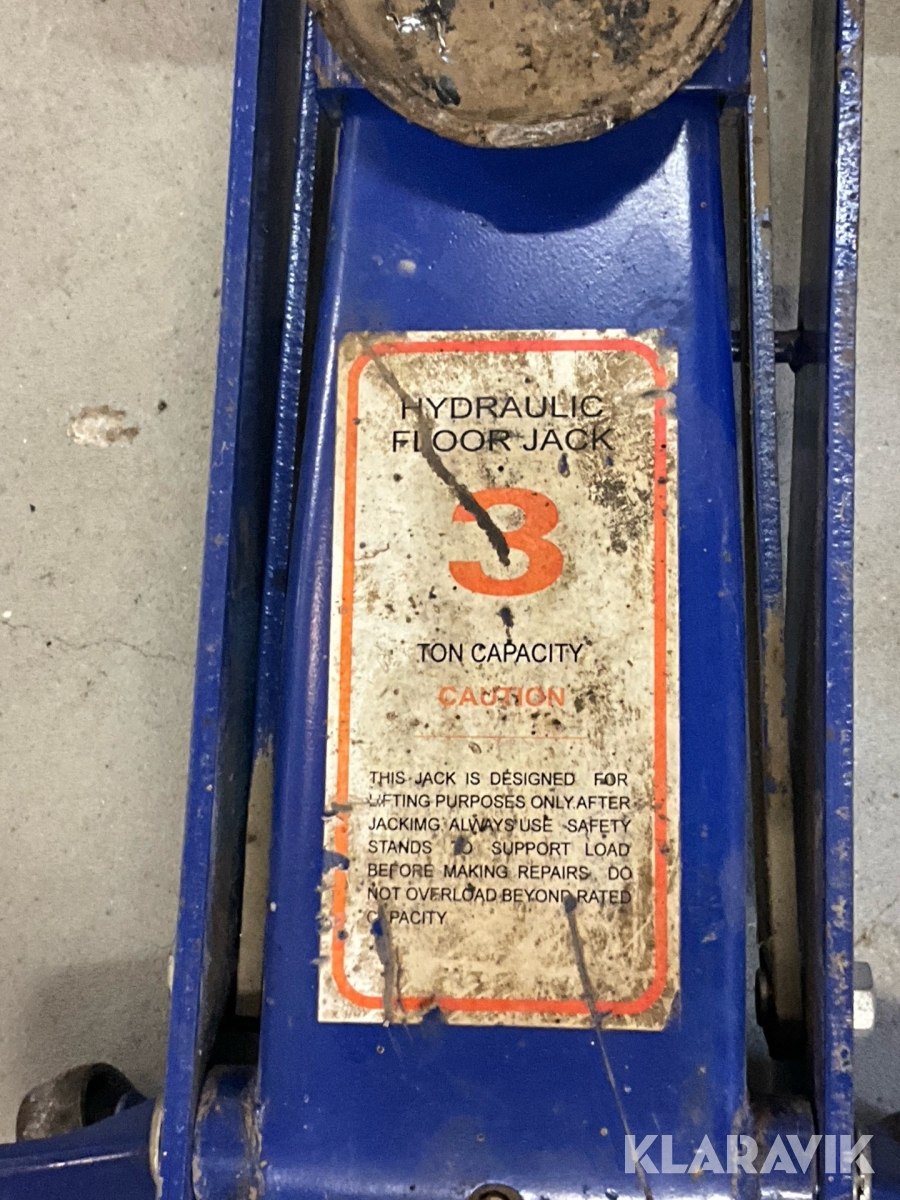 HYDRAULIC
FLOOR JACK
3
TON CAPACITY
CAUTION
THIS JACK IS DESIGNED FOR
LIFTING PURPOSES ONLY.AFTER
JACKIMG ALWAYS USE SAFETY
STANDS TO SUPPORT LOAD
BEFORE MAKING REPAIRS DO
NOT OVERLOAD BEYOND RATED
CAPACITY
KLARAVIK